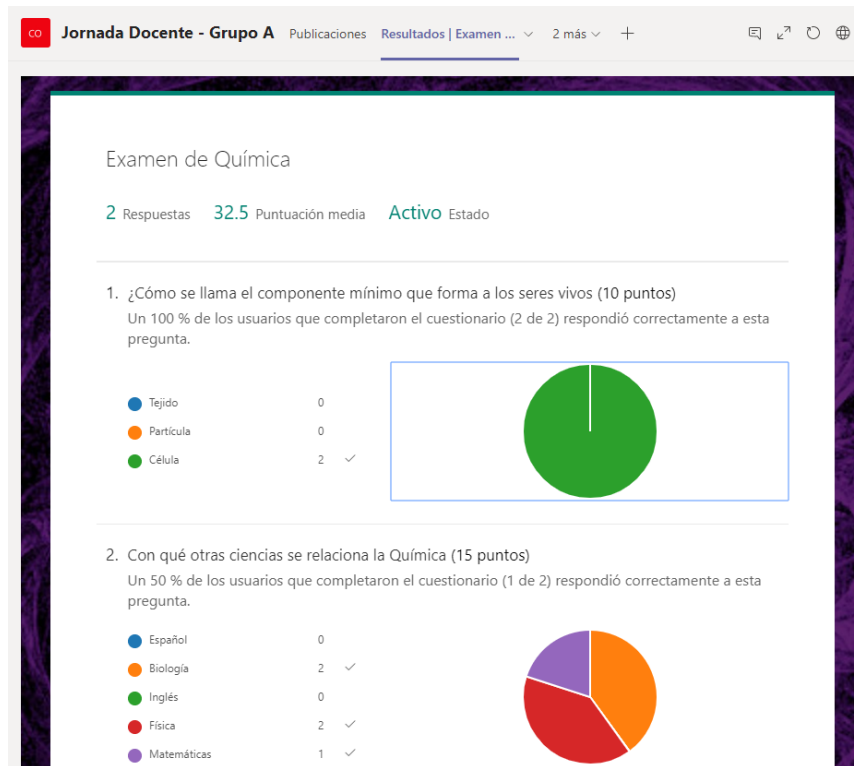 CO Jornada Docente - Grupo A Publicaciones Resultados | Examen ... 2 más
Examen de Química
2 Respuestas 32.5 Puntuación media Activo Estado
1. ¿Cómo se llama el componente mínimo que forma a los seres vivos (10 puntos)
Un 100 % de los usuarios que completaron el cuestionario (2 de 2) respondió correctamente a esta
pregunta.
Tejido 0
Partícula 0
Célula 2
2. Con qué otras ciencias se relaciona la Química (15 puntos)
Un 50 % de los usuarios que completaron el cuestionario (1 de 2) respondió correctamente a esta
pregunta.
Español 0
Biología 2
Inglés 0
Física 2
Matemáticas 1